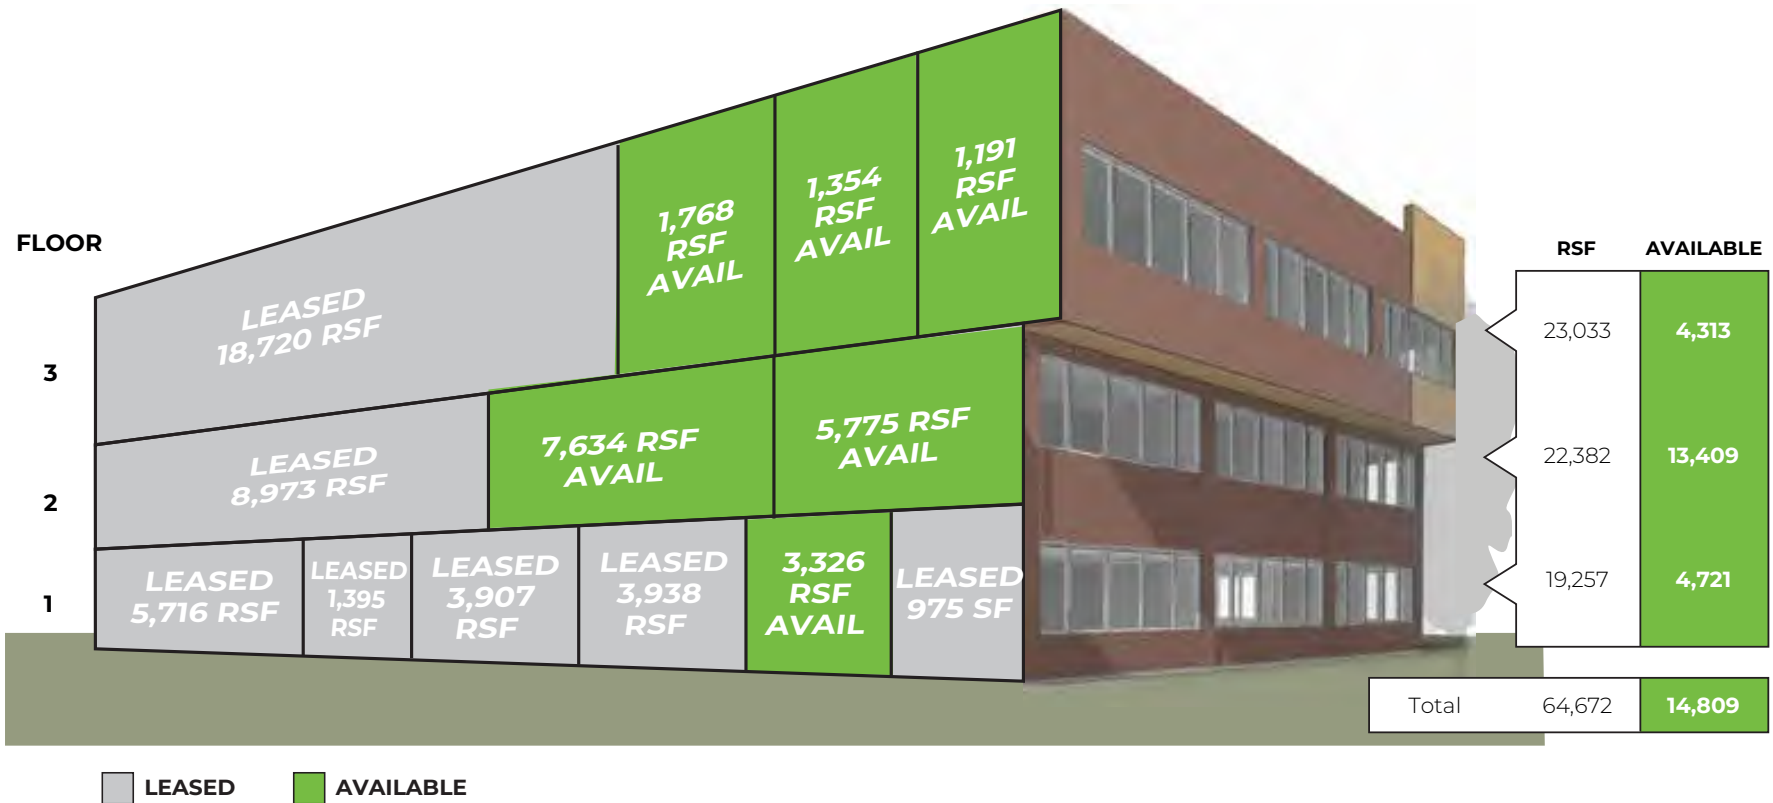 FLOOR
3
2
1
LEASED
18,720 RSF
1,768
RSF
AVAIL
1,354
RSF
AVAIL
1,191
RSF
AVAIL
LEASED
8,973 RSF
7,634 RSF
AVAIL
5,775 RSF
AVAIL
LEASED
5,716 RSF
LEASED
1,395
RSF
LEASED
3,907
RSF
LEASED
3,938
RSF
3,326
RSF
AVAIL
LEASED
975 SF
RSF AVAILABLE
23,033 4,313
22,382 13,409
19,257 4,721
Total 64,672 14,809
LEASED AVAILABLE